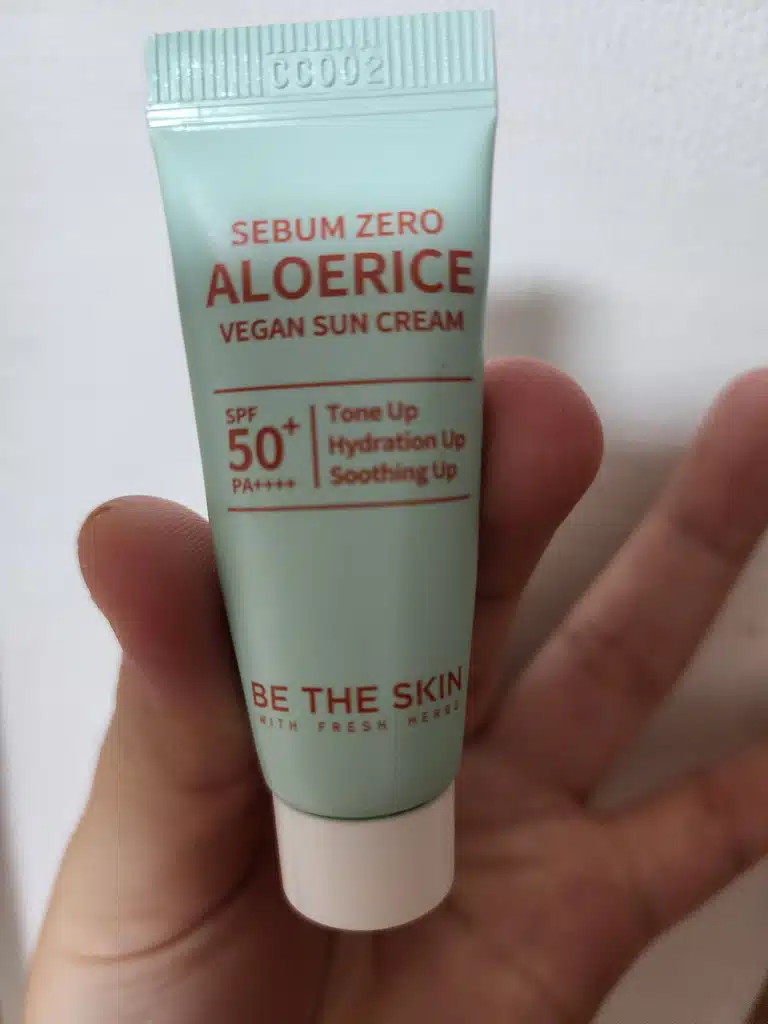 CC002
SEBUM ZERO
ALOERICE
VEGAN SUN CREAM
SPF
50+
PA++++
Tone Up
Hydration Up
Soothing Up
BE THE SKIN
WITH FRESH HERBS